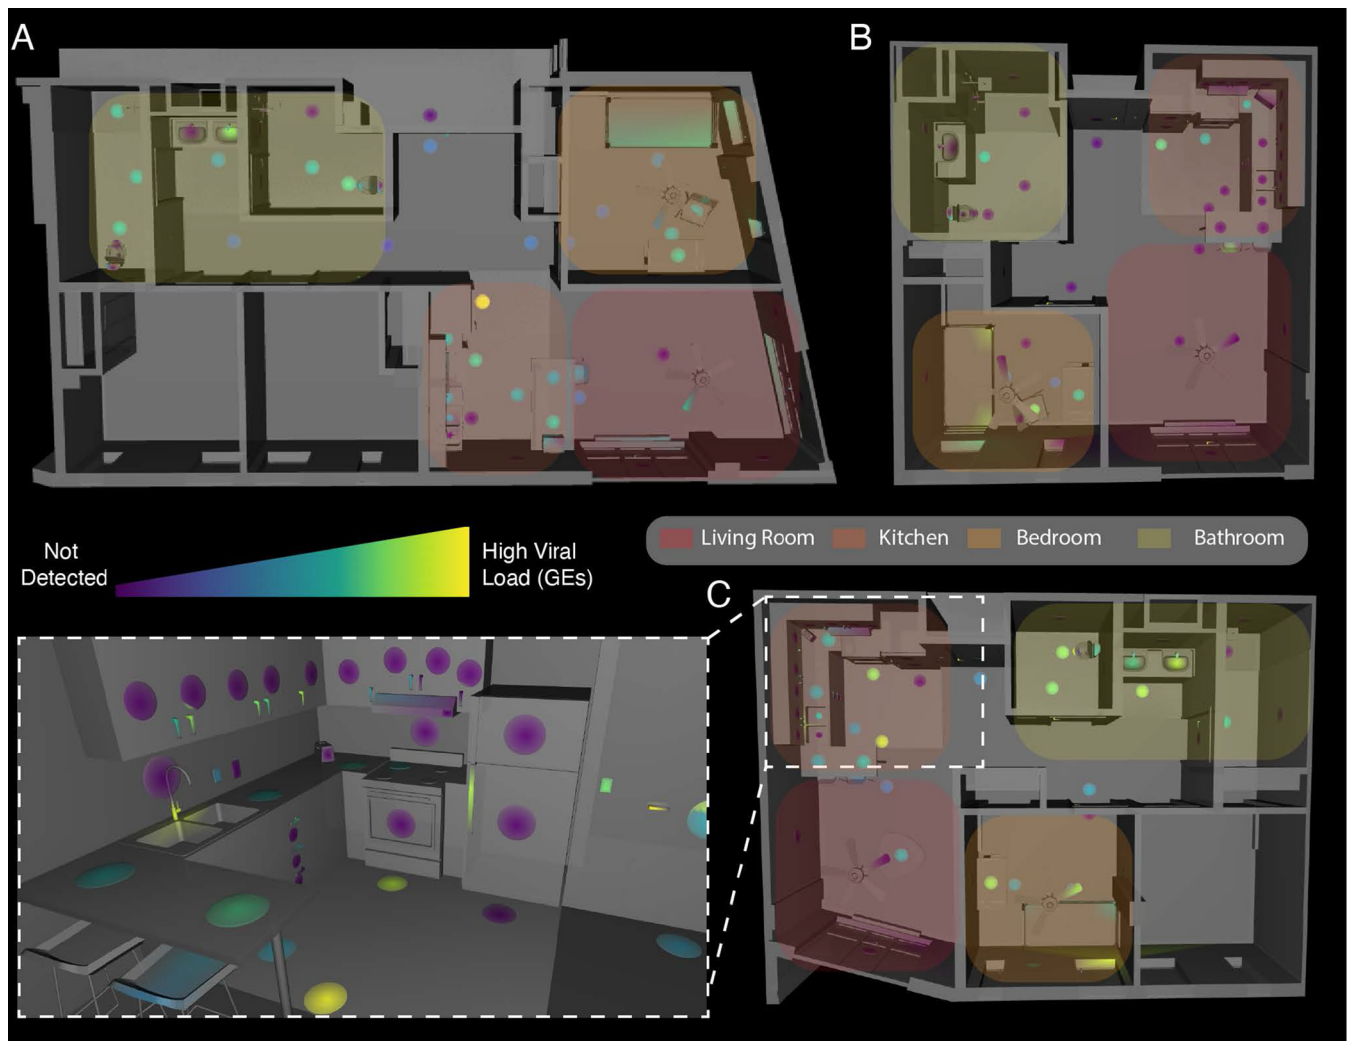 A
B
Not
Detected
High Viral
Load (GEs)
Living Room
Kitchen
Bedroom
Bathroom
C